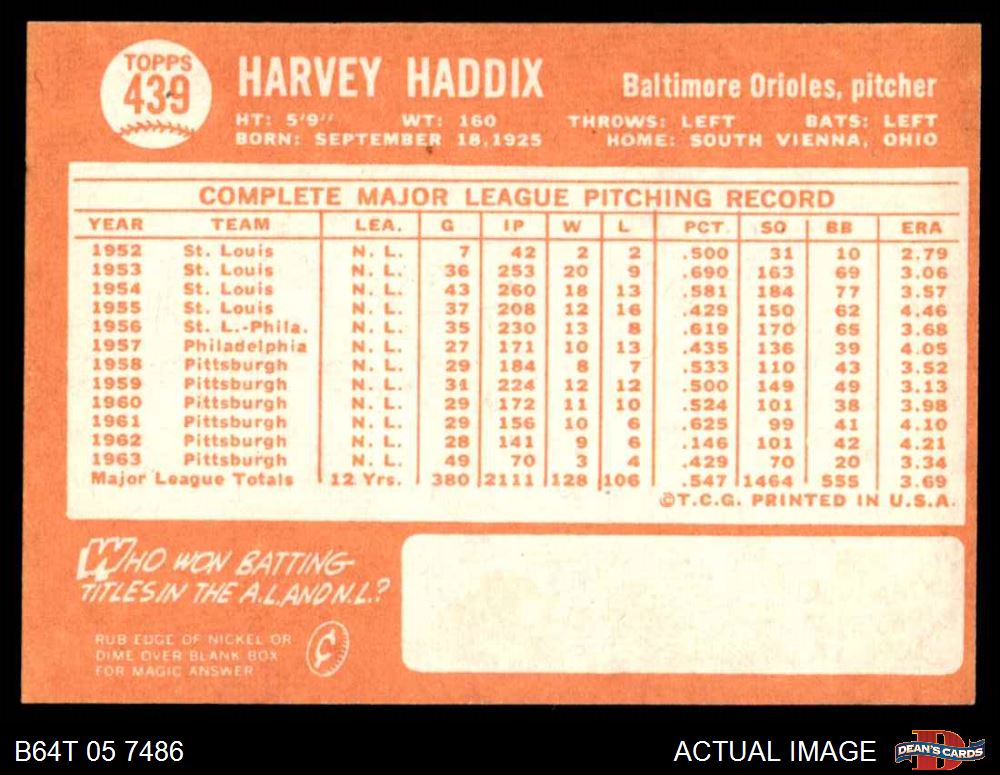 TOPPS
439
HARVEY HADDIX
Baltimore Orioles, pitcher
HT: 5'9" WT: 160 THROWS: LEFT BATS: LEFT
BORN: SEPTEMBER 18,1925 HOME: SOUTH VIENNA, OHIO
COMPLETE MAJOR LEAGUE PITCHING RECORD
YEAR TEAM LEA. G IP W L PCT. SO BB ERA
1952 St. Louis N. L. 7 42 2 2 .500 31 10 2.79
1953 St. Louis N. L. 36 253 20 9 .690 163 69 3.06
1954 St. Louis N. L. 43 260 18 13 .581 184 77 3.57
1955 St. Louis N. L. 37 208 12 16 .429 150 62 4.46
1956 St. L.-Phila. N. L. 35 230 13 8 .619 170 65 3.68
1957 Philadelphia N. L. 27 171 10 13 .435 136 39 4.05
1958 Pittsburgh N. L. 29 184 8 7 .533 110 43 3.52
1959 Pittsburgh N. L. 31 224 12 12 .500 149 49 3.13
1960 Pittsburgh N. L. 29 172 11 10 .524 101 38 3.98
1961 Pittsburgh N. L. 29 156 10 6 .625 99 41 4.10
1962 Pittsburgh N. L. 28 141 9 6 .146 101 42 4.21
1963 Pittsburgh N. L. 49 70 3 4 .429 70 20 3.34
Major League Totals 12 Yrs. 380 2111 128 106 .547 1464 555 3.69
©T.C.G. PRINTED IN U.S.A.
WHO WON BATTING
TITLES IN THE A.L. AND N.L.?
RUB EDGE OF NICKEL OR
DIME OVER BLANK BOX
FOR MAGIC ANSWER
B64T 05 7486
ACTUAL IMAGE
DEAN'S CARDS